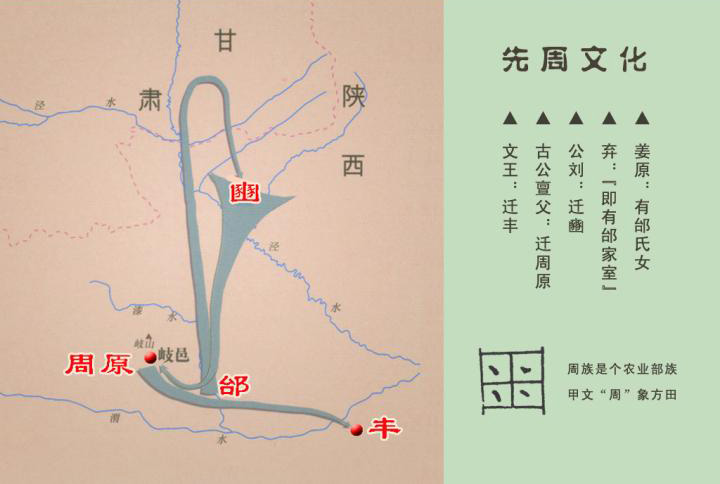 先周文化
▲ 姜原：有邰氏女
▲ 弃：『即有邰家室』
▲ 公刘：迁豳
▲ 古公亶父：迁周原
▲ 文王：迁丰
周族是个农业部族
甲文“周”象方田
甘肃
陕西
泾水
豳
泾水
漆水
岐山
岐邑
周原
邰
丰
渭水